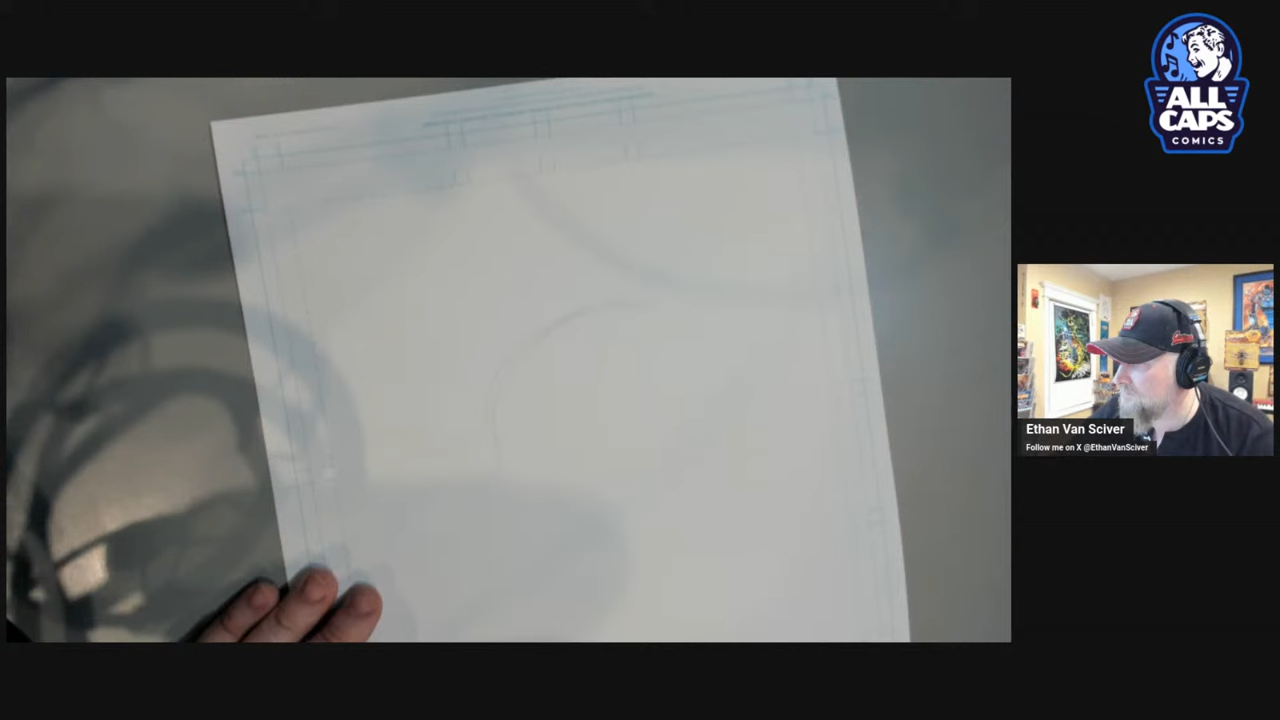 ALL
CAPS
COMICS
Ethan Van Sciver
Follow me on X @EthanVanSciver